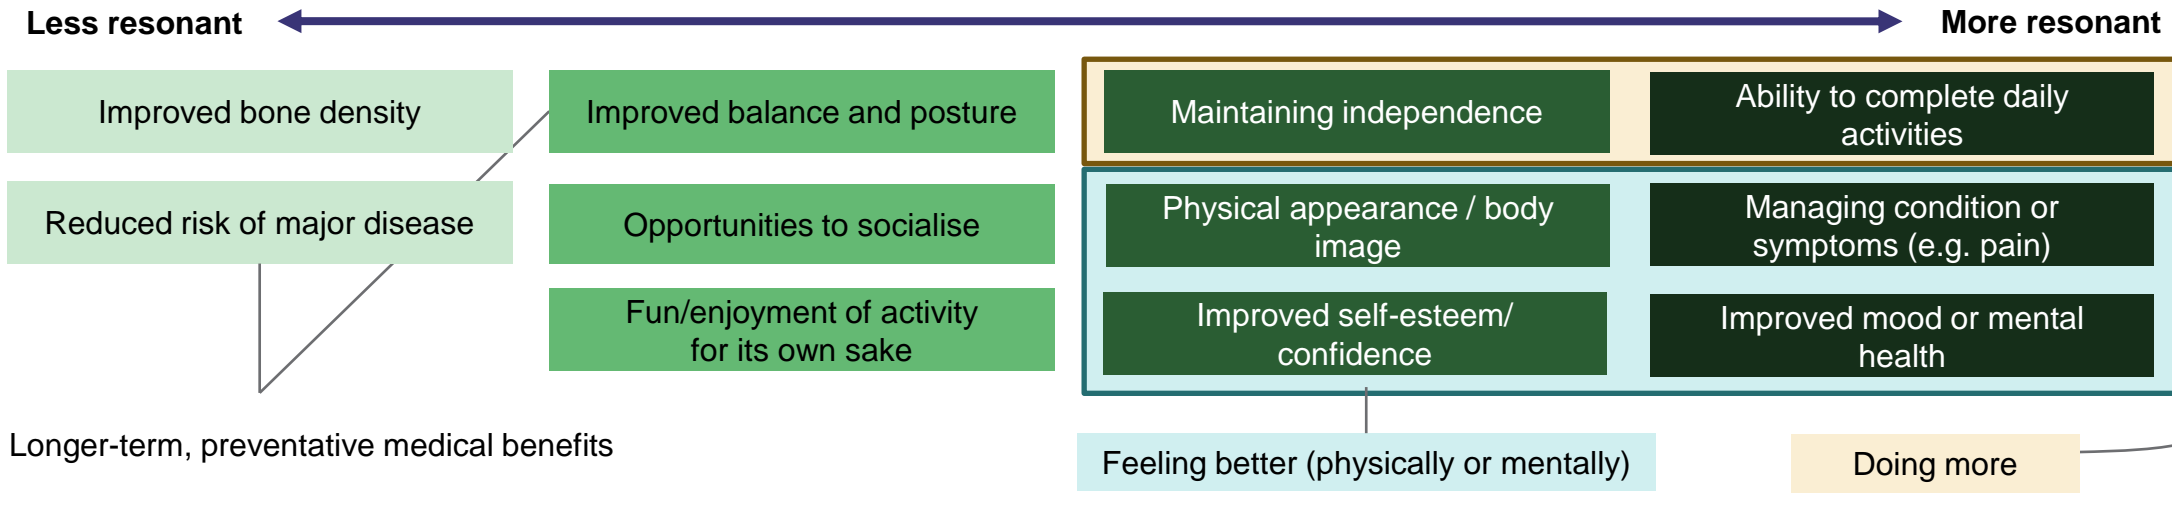 Less resonant
More resonant
Improved bone density
Improved balance and posture
Maintaining independence
Ability to complete daily
activities
Reduced risk of major disease
Opportunities to socialise
Physical appearance / body
image
Managing condition or
symptoms (e.g. pain)
Fun/enjoyment of activity
for its own sake
Improved self-esteem/
confidence
Improved mood or mental
health
Longer-term, preventative medical benefits
Feeling better (physically or mentally)
Doing more